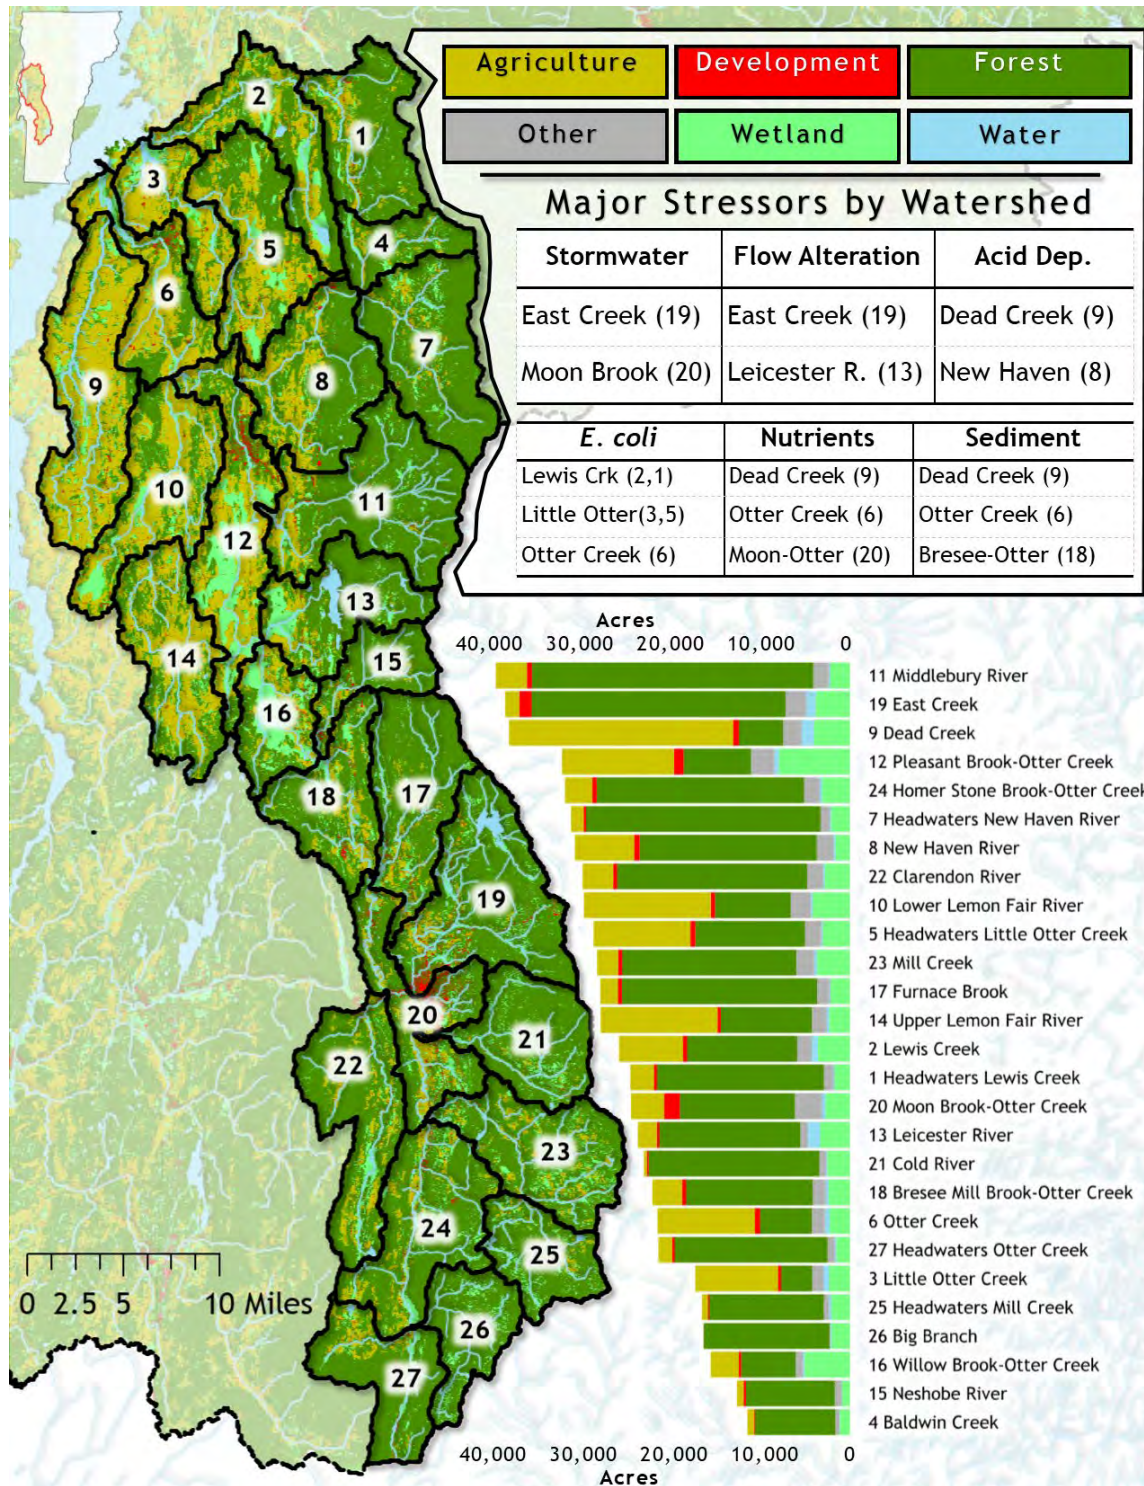 Agriculture Development Forest
Other Wetland Water
Major Stressors by Watershed
Stormwater Flow Alteration Acid Dep.
East Creek (19) East Creek (19) Dead Creek (9)
Moon Brook (20) Leicester R. (13) New Haven (8)
E. coli Nutrients Sediment
Lewis Crk (2,1) Dead Creek (9) Dead Creek (9)
Little Otter(3,5) Otter Creek (6) Otter Creek (6)
Otter Creek (6) Moon-Otter (20) Bresee-Otter (18)
2
1
3
4
5
6
7
8
9
10
11
12
13
14
15
16
17
18
19
20
21
22
23
24
25
26
27
0 2.5 5 10 Miles
Acres
40,000 30,000 20,000 10,000 0
11 Middlebury River
19 East Creek
9 Dead Creek
12 Pleasant Brook-Otter Creek
24 Homer Stone Brook-Otter Creek
7 Headwaters New Haven River
8 New Haven River
22 Clarendon River
10 Lower Lemon Fair River
5 Headwaters Little Otter Creek
23 Mill Creek
17 Furnace Brook
14 Upper Lemon Fair River
2 Lewis Creek
1 Headwaters Lewis Creek
20 Moon Brook-Otter Creek
13 Leicester River
21 Cold River
18 Bresee Mill Brook-Otter Creek
6 Otter Creek
27 Headwaters Otter Creek
3 Little Otter Creek
25 Headwaters Mill Creek
26 Big Branch
16 Willow Brook-Otter Creek
15 Neshobe River
4 Baldwin Creek
40,000 30,000 20,000 10,000 0
Acres